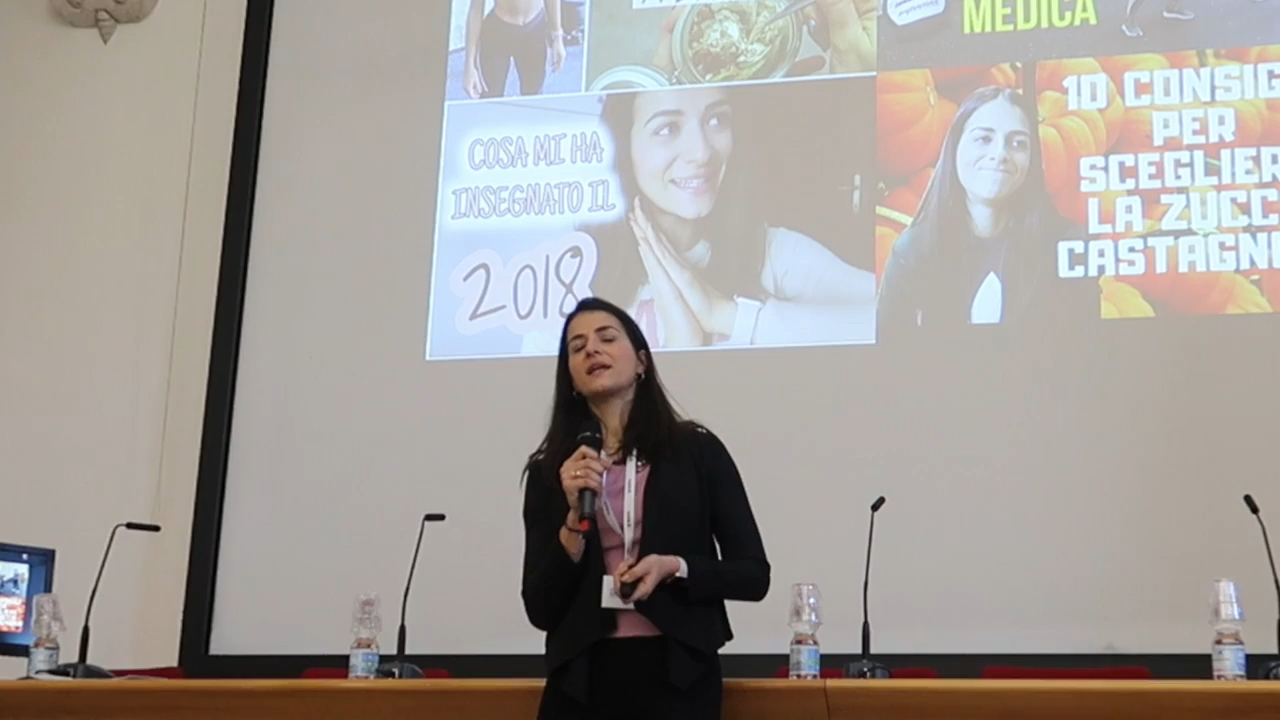 MEDICA
COSA MI HA
INSEGNATO IL
2018
10 CONSIG
PER
SCEGLIER
LA ZUCC
CASTAGN